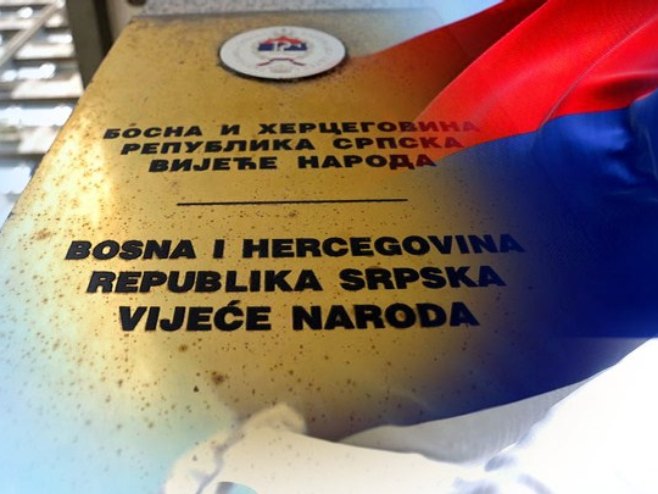 БОСНА И ХЕРЦЕГОВИНА
РЕПУБЛИКА СРПСКА
ВИЈЕЋЕ НАРОДА
BOSNA I HERCEGOVINA
REPUBLIKA SRPSKA
VIJEĆE NARODA